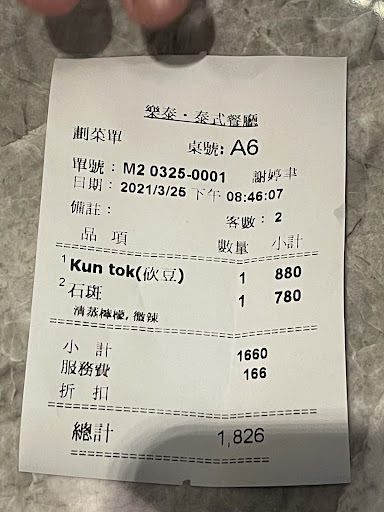 樂泰·泰式餐廳
劃菜單 桌號: A6
單號：M2 0325-0001 謝婷聿
日期：2021/3/25 下午 08:46:07
備註： 客數：2
品 項 數量 小計
1 Kun tok(砍豆) 1 880
2 石斑 1 780
清蒸檸檬, 微辣
小 計 1660
服務費 166
折 扣
總計 1,826